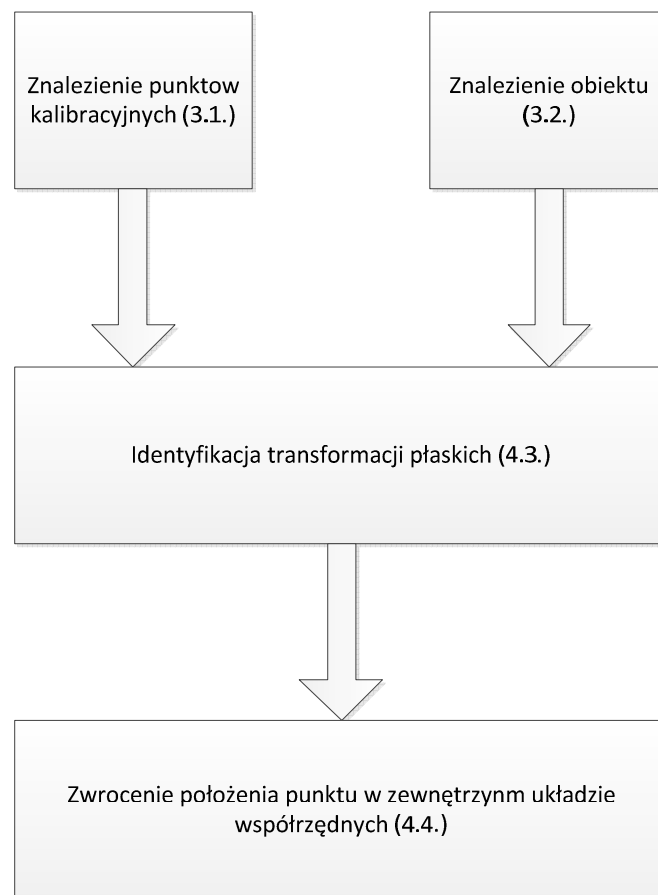 Znalezienie punktow
kalibracyjnych (3.1.)
Znalezienie obiektu
(3.2.)
Identyfikacja transformacji płaskich (4.3.)
Zwrocenie położenia punktu w zewnętrzynm układzie
współrzędnych (4.4.)